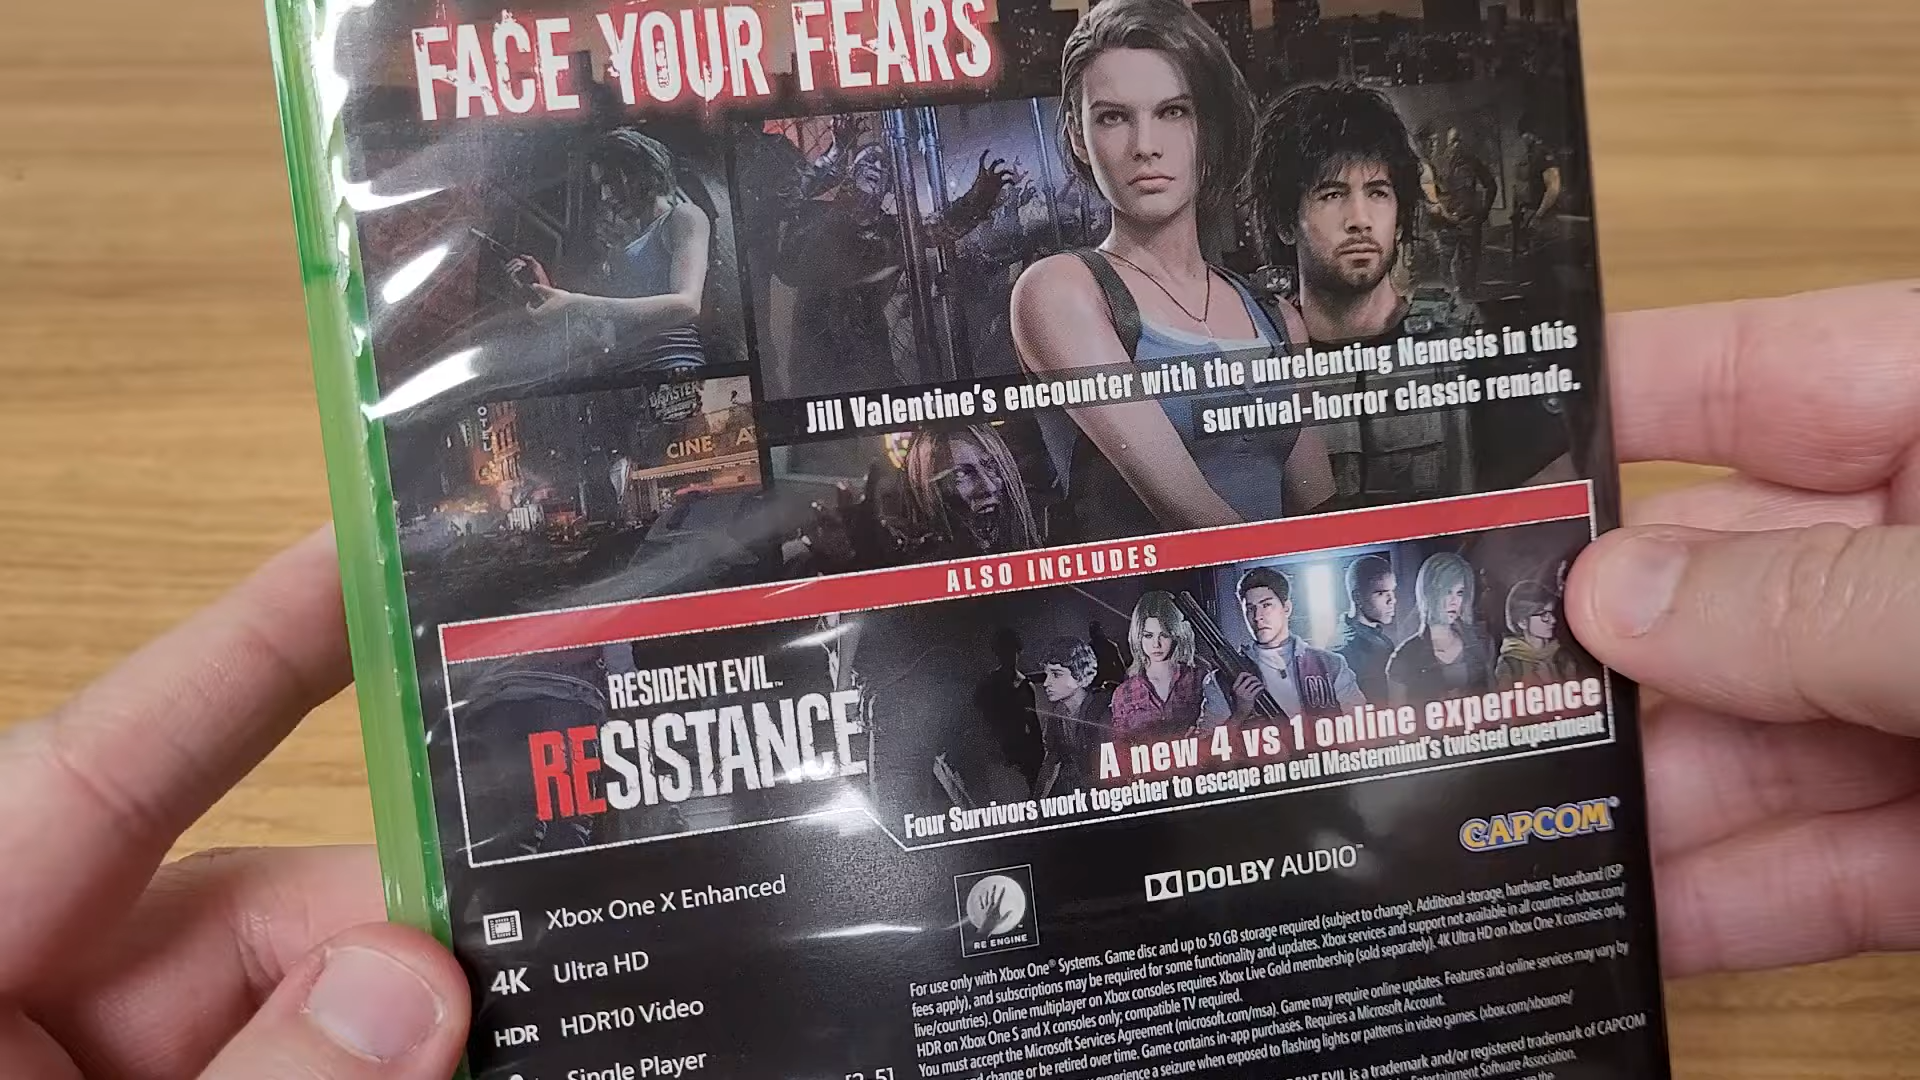 FACE YOUR FEARS
Jill Valentine's encounter with the unrelenting Nemesis in this
survival-horror classic remade.
CINE
ALSO INCLUDES
RESIDENT EVIL™
RESISTANCE
A new 4 vs 1 online experience
Four Survivors work together to escape an evil Mastermind's twisted experiment
CAPCOM®
Xbox One X Enhanced
4K Ultra HD
HDR HDR10 Video
Single Player
[2-5]
RE ENGINE
DOLBY AUDIO™
For use only with Xbox One® Systems. Game disc and up to 50 GB storage required (subject to change). Additional storage, hardware, broadband (ISP
fees apply), and subscriptions may be required for some functionality and updates. Xbox services and support not available in all countries (xbox.com/
live/countries). Online multiplayer on Xbox consoles requires Xbox Live Gold membership (sold separately). 4K Ultra HD on Xbox One X consoles only,
HDR on Xbox One S and X consoles only; compatible TV required.
You must accept the Microsoft Services Agreement (microsoft.com/msa). Game may require online updates. Features and online services may vary by
change or be retired over time. Game contains in-app purchases. Requires a Microsoft Account.
experience a seizure when exposed to flashing lights or patterns in video games. (xbox.com/xboxone/
EVIL is a trademark and/or registered trademark of CAPCOM
Entertainment Software Association.